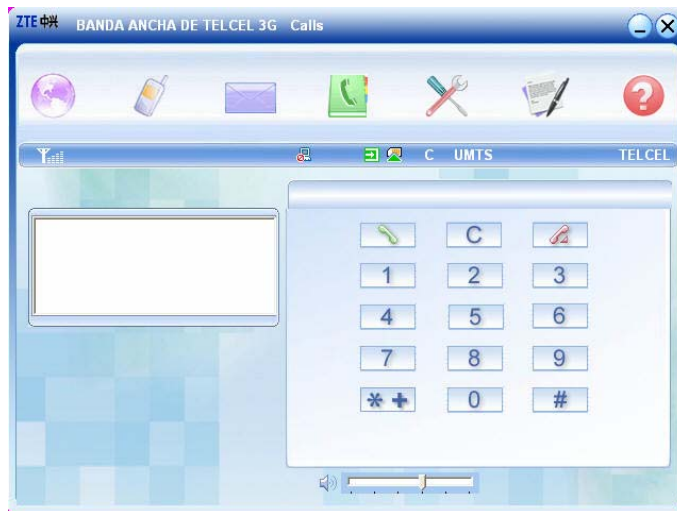 ZTE中兴 BANDA ANCHA DE TELCEL 3G Calls
C UMTS TELCEL
C
1 2 3
4 5 6
7 8 9
* + 0 #